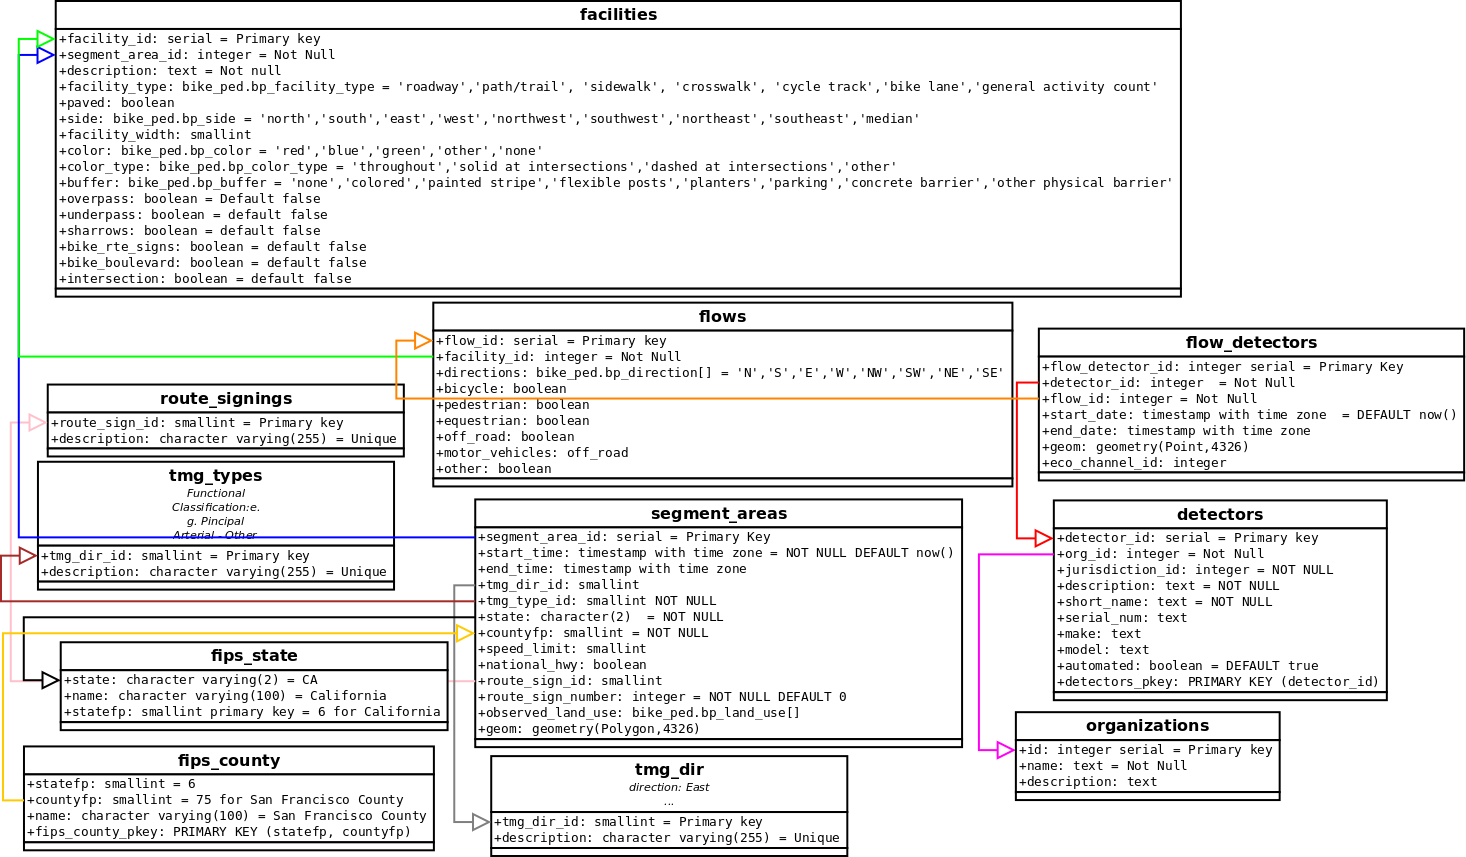 facilities
+facility_id: serial = Primary key
+segment_area_id: integer = Not Null
+description: text = Not null
+facility_type: bike_ped.bp_facility_type = 'roadway','path/trail', 'sidewalk', 'crosswalk', 'cycle track','bike lane','general activity count'
+paved: boolean
+side: bike_ped.bp_side = 'north','south','east','west','northwest','southwest','northeast','southeast','median'
+facility_width: smallint
+color: bike_ped.bp_color = 'red','blue','green','other','none'
+color_type: bike_ped.bp_color_type = 'throughout','solid at intersections','dashed at intersections','other'
+buffer: bike_ped.bp_buffer = 'none','colored','painted stripe','flexible posts','planters','parking','concrete barrier','other physical barrier'
+overpass: boolean = Default false
+underpass: boolean = default false
+sharrows: boolean = default false
+bike_rte_signs: boolean = default false
+bike_boulevard: boolean = default false
+intersection: boolean = default false
flows
+flow_id: serial = Primary key
+facility_id: integer = Not Null
+directions: bike_ped.bp_direction[] = 'N','S','E','W','NW','SW','NE','SE'
+bicycle: boolean
+pedestrian: boolean
+equestrian: boolean
+off_road: boolean
+motor_vehicles: off_road
+other: boolean
flow_detectors
+flow_detector_id: integer serial = Primary Key
+detector_id: integer  = Not Null
+flow_id: integer = Not Null
+start_date: timestamp with time zone  = DEFAULT now()
+end_date: timestamp with time zone
+geom: geometry(Point,4326)
+eco_channel_id: integer
route_signings
+route_sign_id: smallint = Primary key
+description: character varying(255) = Unique
tmg_types
Functional
Classification:e.
g. Pincipal
Arterial - Other
+tmg_dir_id: smallint = Primary key
+description: character varying(255) = Unique
segment_areas
+segment_area_id: serial = Primary Key
+start_time: timestamp with time zone = NOT NULL DEFAULT now()
+end_time: timestamp with time zone
+tmg_dir_id: smallint
+tmg_type_id: smallint NOT NULL
+state: character(2)  = NOT NULL
+countyfp: smallint = NOT NULL
+speed_limit: smallint
+national_hwy: boolean
+route_sign_id: smallint
+route_sign_number: integer = NOT NULL DEFAULT 0
+observed_land_use: bike_ped.bp_land_use[]
+geom: geometry(Polygon,4326)
detectors
+detector_id: serial = Primary key
+org_id: integer = Not Null
+jurisdiction_id: integer = NOT NULL
+description: text = NOT NULL
+short_name: text = NOT NULL
+serial_num: text
+make: text
+model: text
+automated: boolean = DEFAULT true
+detectors_pkey: PRIMARY KEY (detector_id)
fips_state
+state: character varying(2) = CA
+name: character varying(100) = California
+statefp: smallint primary key = 6 for California
organizations
+id: integer serial = Primary key
+name: text = Not Null
+description: text
fips_county
+statefp: smallint = 6
+countyfp: smallint = 75 for San Francisco County
+name: character varying(100) = San Francisco County
+fips_county_pkey: PRIMARY KEY (statefp, countyfp)
tmg_dir
direction: East
...
+tmg_dir_id: smallint = Primary key
+description: character varying(255) = Unique